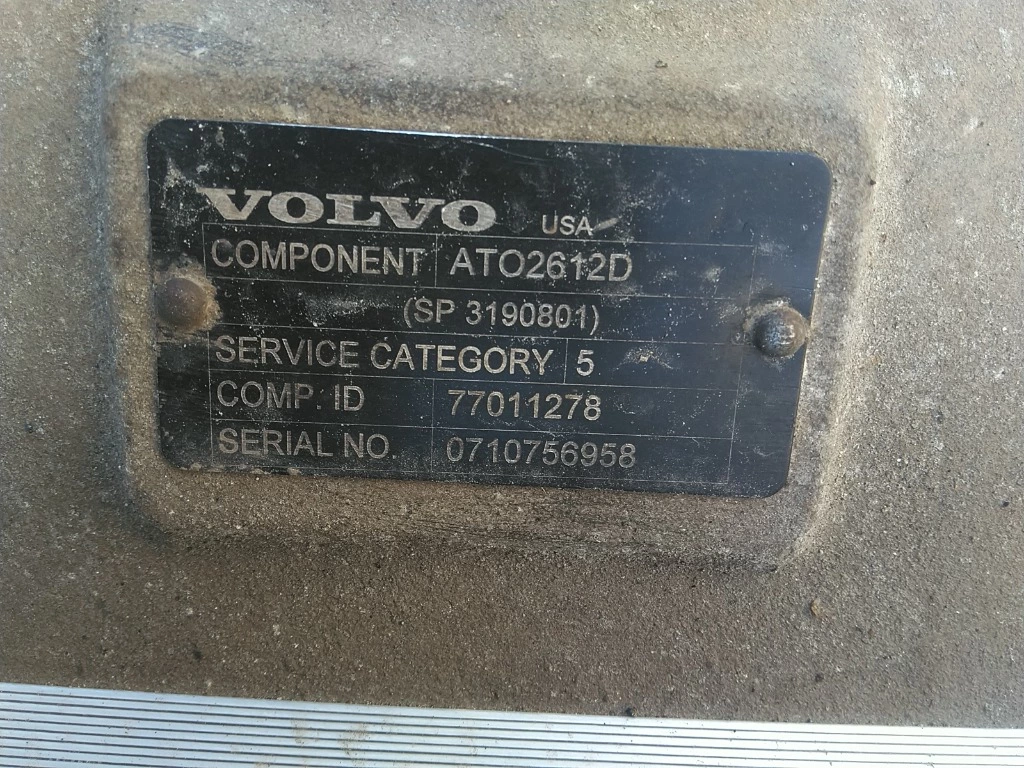 VOLVO USA
COMPONENT ATO2612D
(SP 3190801)
SERVICE CATEGORY 5
COMP. ID 77011278
SERIAL NO. 0710756958